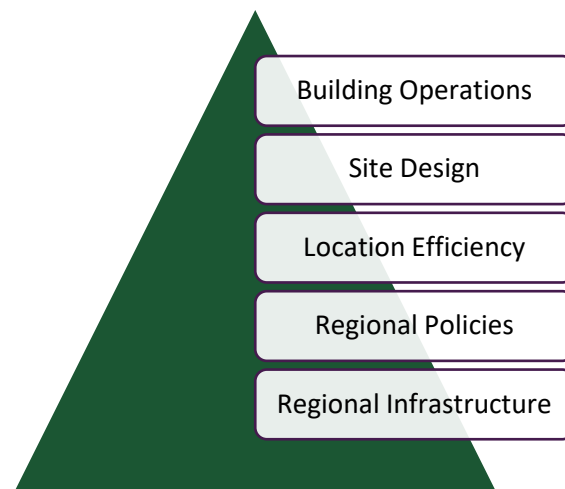 Building Operations
Site Design
Location Efficiency
Regional Policies
Regional Infrastructure